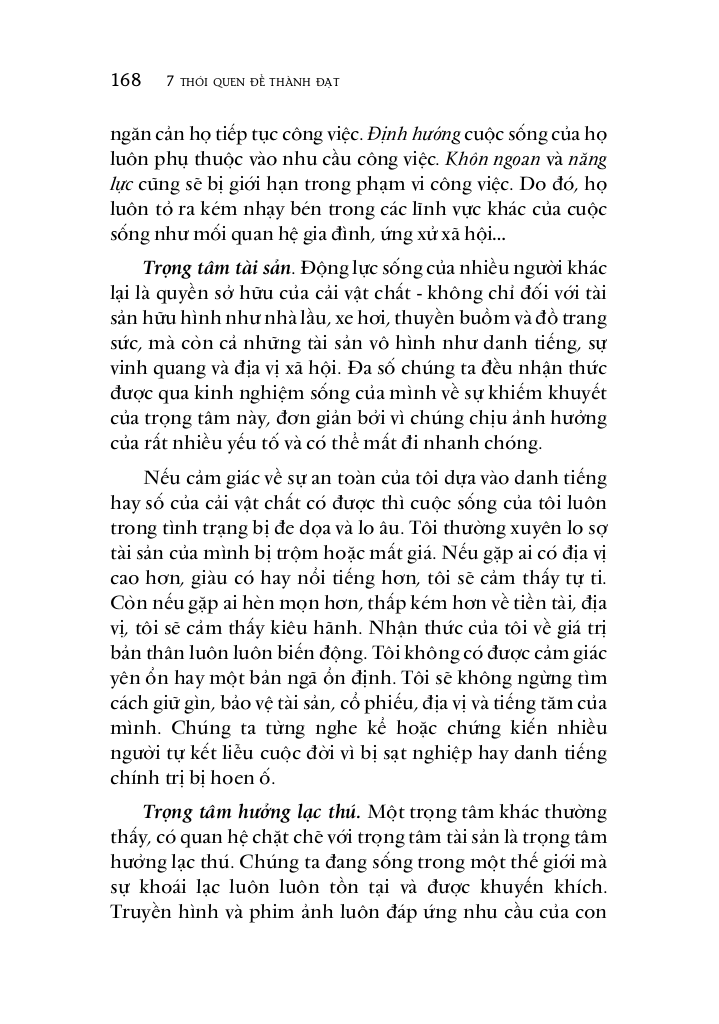 168 7 THÓI QUEN ĐỂ THÀNH ĐẠT
ngăn cản họ tiếp tục công việc. Định hướng cuộc sống của họ
luôn phụ thuộc vào nhu cầu công việc. Khôn ngoan và năng
lực cũng sẽ bị giới hạn trong phạm vi công việc. Do đó, họ
luôn tỏ ra kém nhạy bén trong các lĩnh vực khác của cuộc
sống như mối quan hệ gia đình, ứng xử xã hội...
Trọng tâm tài sản. Động lực sống của nhiều người khác
lại là quyền sở hữu của cải vật chất - không chỉ đối với tài
sản hữu hình như nhà lầu, xe hơi, thuyền buồm và đồ trang
sức, mà còn cả những tài sản vô hình như danh tiếng, sự
vinh quang và địa vị xã hội. Đa số chúng ta đều nhận thức
được qua kinh nghiệm sống của mình về sự khiếm khuyết
của trọng tâm này, đơn giản bởi vì chúng chịu ảnh hưởng
của rất nhiều yếu tố và có thể mất đi nhanh chóng.
Nếu cảm giác về sự an toàn của tôi dựa vào danh tiếng
hay số của cải vật chất có được thì cuộc sống của tôi luôn
trong tình trạng bị đe dọa và lo âu. Tôi thường xuyên lo sợ
tài sản của mình bị trộm hoặc mất giá. Nếu gặp ai có địa vị
cao hơn, giàu có hay nổi tiếng hơn, tôi sẽ cảm thấy tự ti.
Còn nếu gặp ai hèn mọn hơn, thấp kém hơn về tiền tài, địa
vị, tôi sẽ cảm thấy kiêu hãnh. Nhận thức của tôi về giá trị
bản thân luôn luôn biến động. Tôi không có được cảm giác
yên ổn hay một bản ngã ổn định. Tôi sẽ không ngừng tìm
cách giữ gìn, bảo vệ tài sản, cổ phiếu, địa vị và tiếng tăm của
mình. Chúng ta từng nghe kể hoặc chứng kiến nhiều
người tự kết liễu cuộc đời vì bị sạt nghiệp hay danh tiếng
chính trị bị hoen ố.
Trọng tâm hưởng lạc thú. Một trọng tâm khác thường
thấy, có quan hệ chặt chẽ với trọng tâm tài sản là trọng tâm
hưởng lạc thú. Chúng ta đang sống trong một thế giới mà
sự khoái lạc luôn luôn tồn tại và được khuyến khích.
Truyền hình và phim ảnh luôn đáp ứng nhu cầu của con